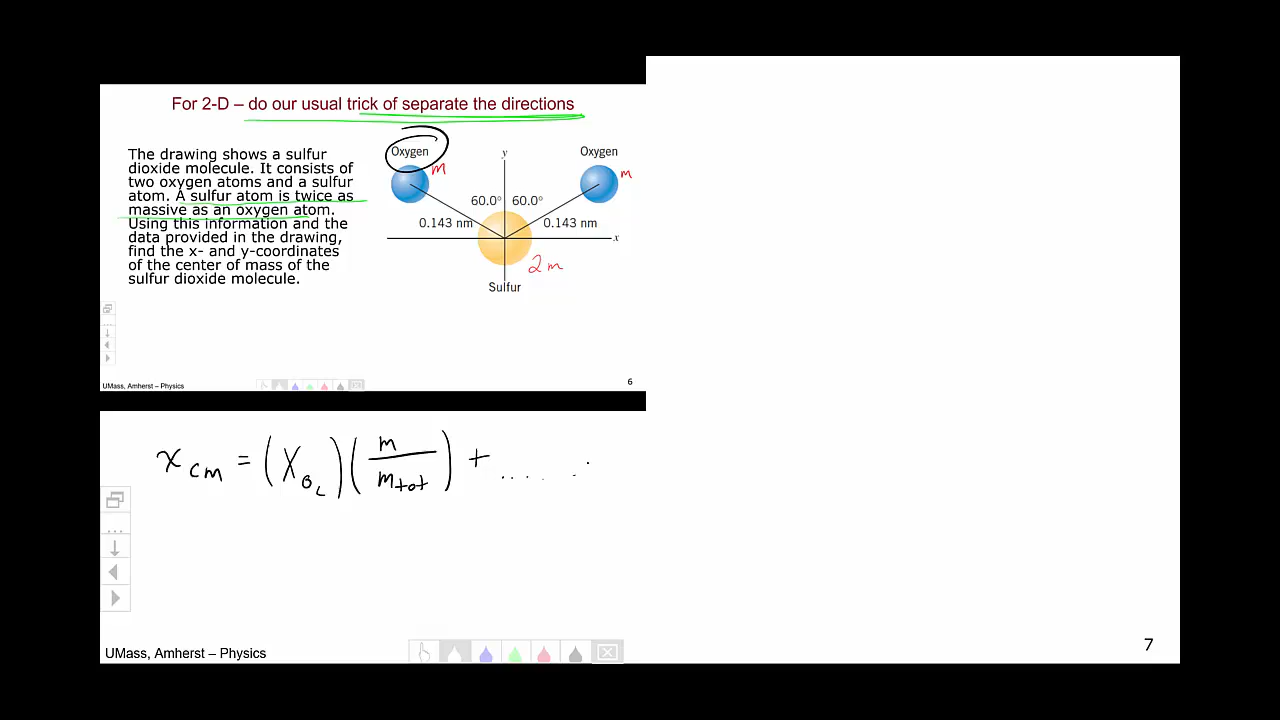 For 2-D – do our usual trick of separate the directions
The drawing shows a sulfur
dioxide molecule. It consists of
two oxygen atoms and a sulfur
atom. A sulfur atom is twice as
massive as an oxygen atom.
Using this information and the
data provided in the drawing,
find the x- and y-coordinates
of the center of mass of the
sulfur dioxide molecule.
Oxygen
y
Oxygen
m
m
60.0° 60.0°
0.143 nm
0.143 nm
x
2m
Sulfur
UMass, Amherst – Physics
6
x_cm = (X_{O_L}) (m / m_tot) + ......
UMass, Amherst – Physics
7